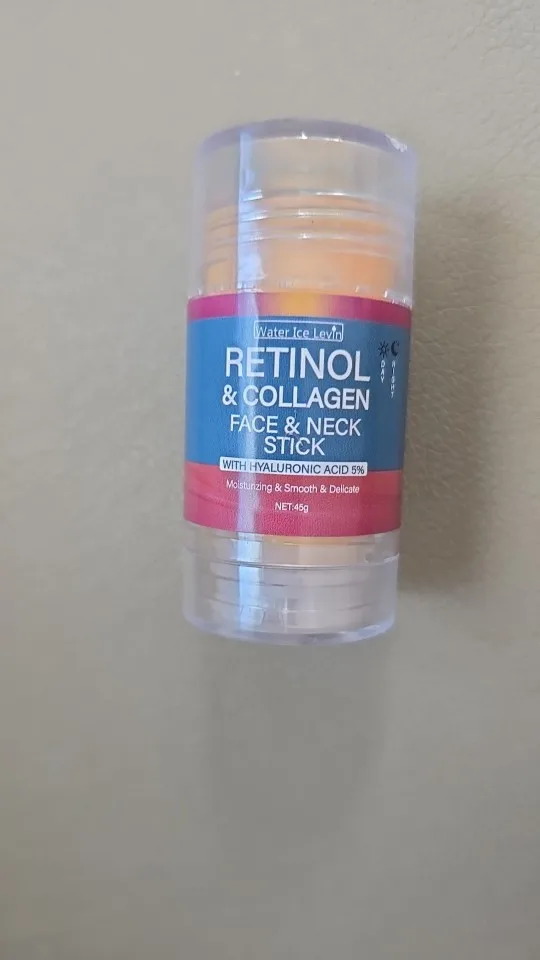 Water Ice Levin
RETINOL
& COLLAGEN
FACE & NECK
STICK
WITH HYALURONIC ACID 5%
Moisturizing & Smooth & Delicate
NET:45g
DAY
NIGHT